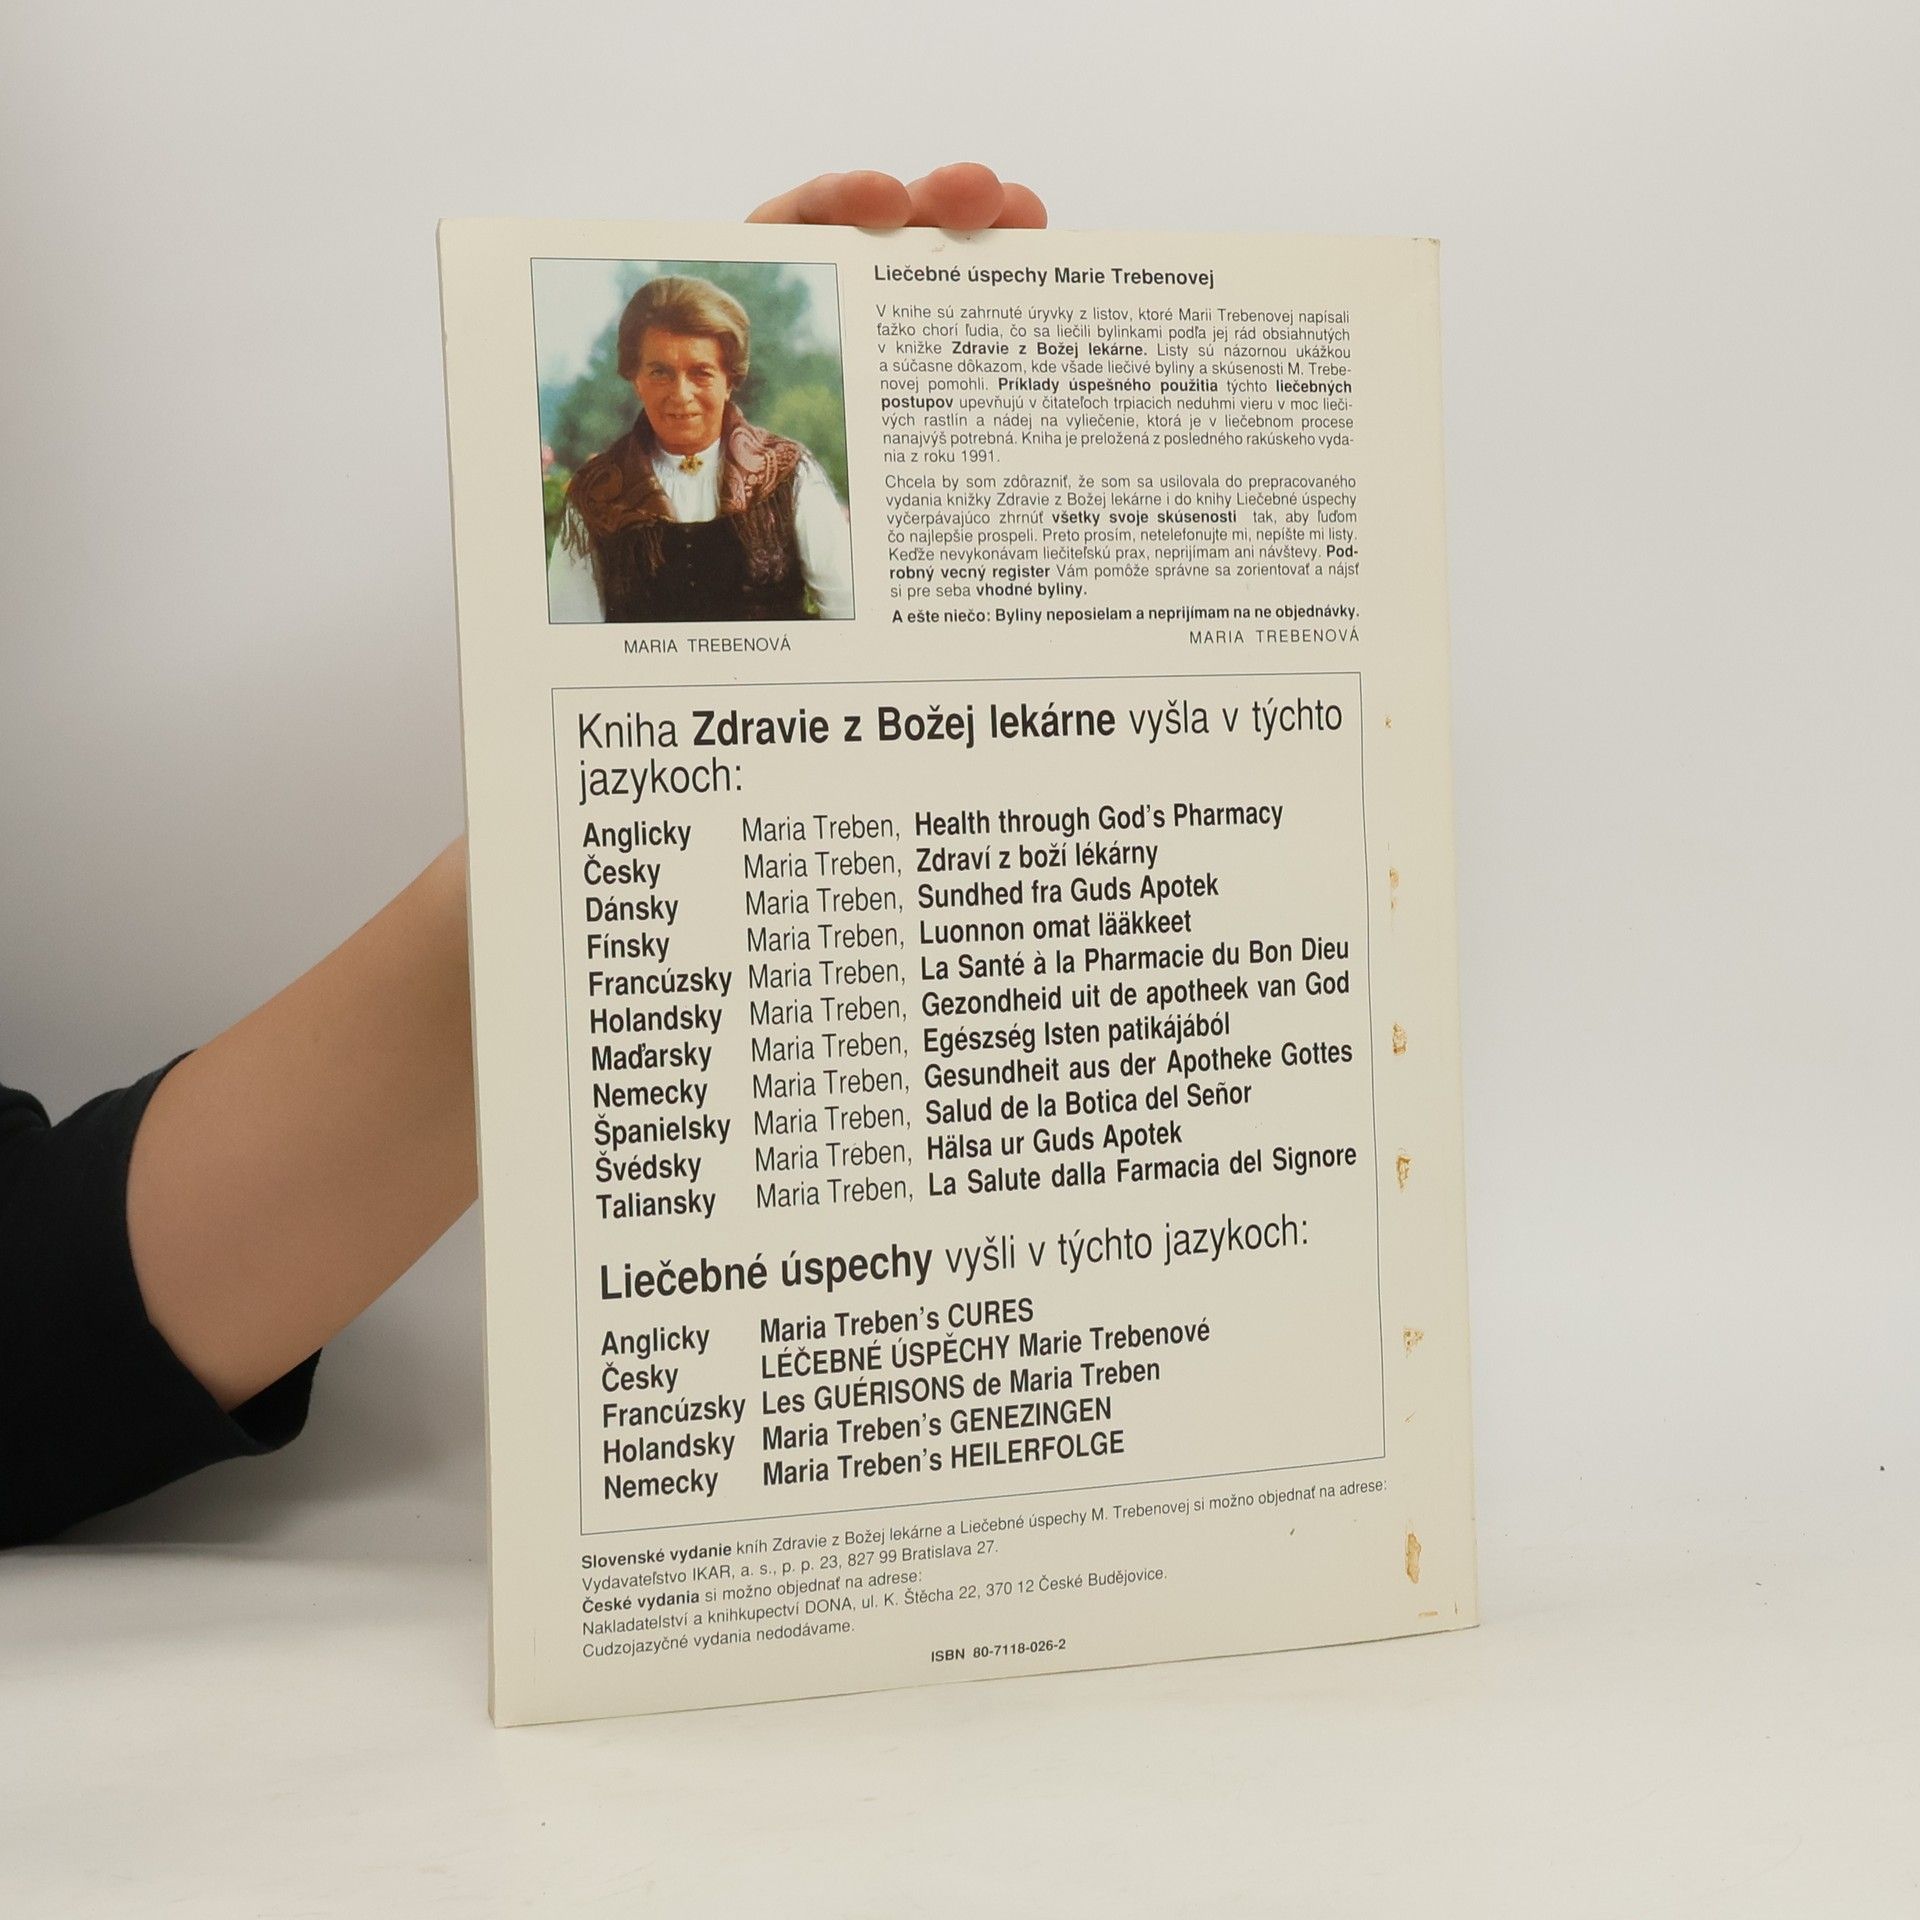 Liečebné úspechy Marie Trebenovej
V knihe sú zahrnuté úryvky z listov, ktoré Marii Trebenovej napísali
ťažko chorí ľudia, čo sa liečili bylinkami podľa jej rád obsiahnutých
v knižke Zdravie z Božej lekárne. Listy sú názornou ukážkou
a súčasne dôkazom, kde všade liečivé byliny a skúsenosti M. Trebe-
novej pomohli. Príklady úspešného použitia týchto liečebných
postupov upevňujú v čitateľoch trpiacich neduhmi vieru v moc lieči-
vých rastlín a nádej na vyliečenie, ktorá je v liečebnom procese
nanajvýš potrebná. Kniha je preložená z posledného rakúskeho vyda-
nia z roku 1991.
Chcela by som zdôrazniť, že som sa usilovala do prepracovaného
vydania knižky Zdravie z Božej lekárne i do knihy Liečebné úspechy
vyčerpávajúco zhrnúť všetky svoje skúsenosti tak, aby ľuďom
čo najlepšie prospeli. Preto prosím, netelefonujte mi, nepíšte mi listy.
Keďže nevykonávam liečiteľskú prax, neprijímam ani návštevy. Pod-
robný vecný register Vám pomôže správne sa zorientovať a nájsť
si pre seba vhodné byliny.
A ešte niečo: Byliny neposielam a neprijímam na ne objednávky.
MARIA TREBENOVÁ
MARIA TREBENOVÁ
Kniha Zdravie z Božej lekárne vyšla v týchto
jazykoch:
Anglicky Maria Treben, Health through God's Pharmacy
Česky Maria Treben, Zdraví z boží lékárny
Dánsky Maria Treben, Sundhed fra Guds Apotek
Fínsky Maria Treben, Luonnon omat lääkkeet
Francúzsky Maria Treben, La Santé à la Pharmacie du Bon Dieu
Holandsky Maria Treben, Gezondheid uit de apotheek van God
Maďarsky Maria Treben, Egészség Isten patikájából
Nemecky Maria Treben, Gesundheit aus der Apotheke Gottes
Španielsky Maria Treben, Salud de la Botica del Señor
Švédsky Maria Treben, Hälsa ur Guds Apotek
Taliansky Maria Treben, La Salute dalla Farmacia del Signore
Liečebné úspechy vyšli v týchto jazykoch:
Anglicky Maria Treben's CURES
Česky LÉČEBNÉ ÚSPĚCHY Marie Trebenové
Francúzsky Les GUÉRISONS de Maria Treben
Holandsky Maria Treben's GENEZINGEN
Nemecky Maria Treben's HEILERFOLGE
Slovenské vydanie kníh Zdravie z Božej lekárne a Liečebné úspechy M. Trebenovej si možno objednať na adrese:
Vydavateľstvo IKAR, a. s., p. p. 23, 827 99 Bratislava 27.
České vydania si možno objednať na adrese:
Nakladatelství a knihkupectví DONA, ul. K. Štěcha 22, 370 12 České Budějovice.
Cudzojazyčné vydania nedodávame.
ISBN 80-7118-026-2